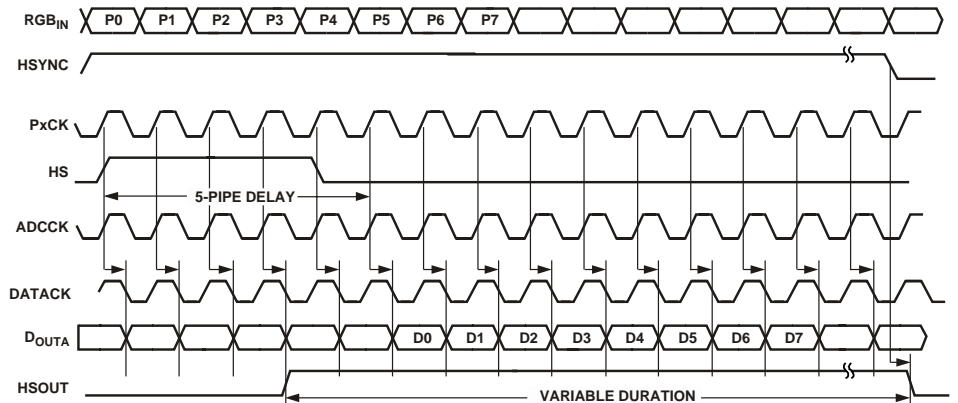 RGBIN P0 P1 P2 P3 P4 P5 P6 P7
HSYNC
PxCK
HS
5-PIPE DELAY
ADCCK
DATACK
DOUTA D0 D1 D2 D3 D4 D5 D6 D7
HSOUT
VARIABLE DURATION